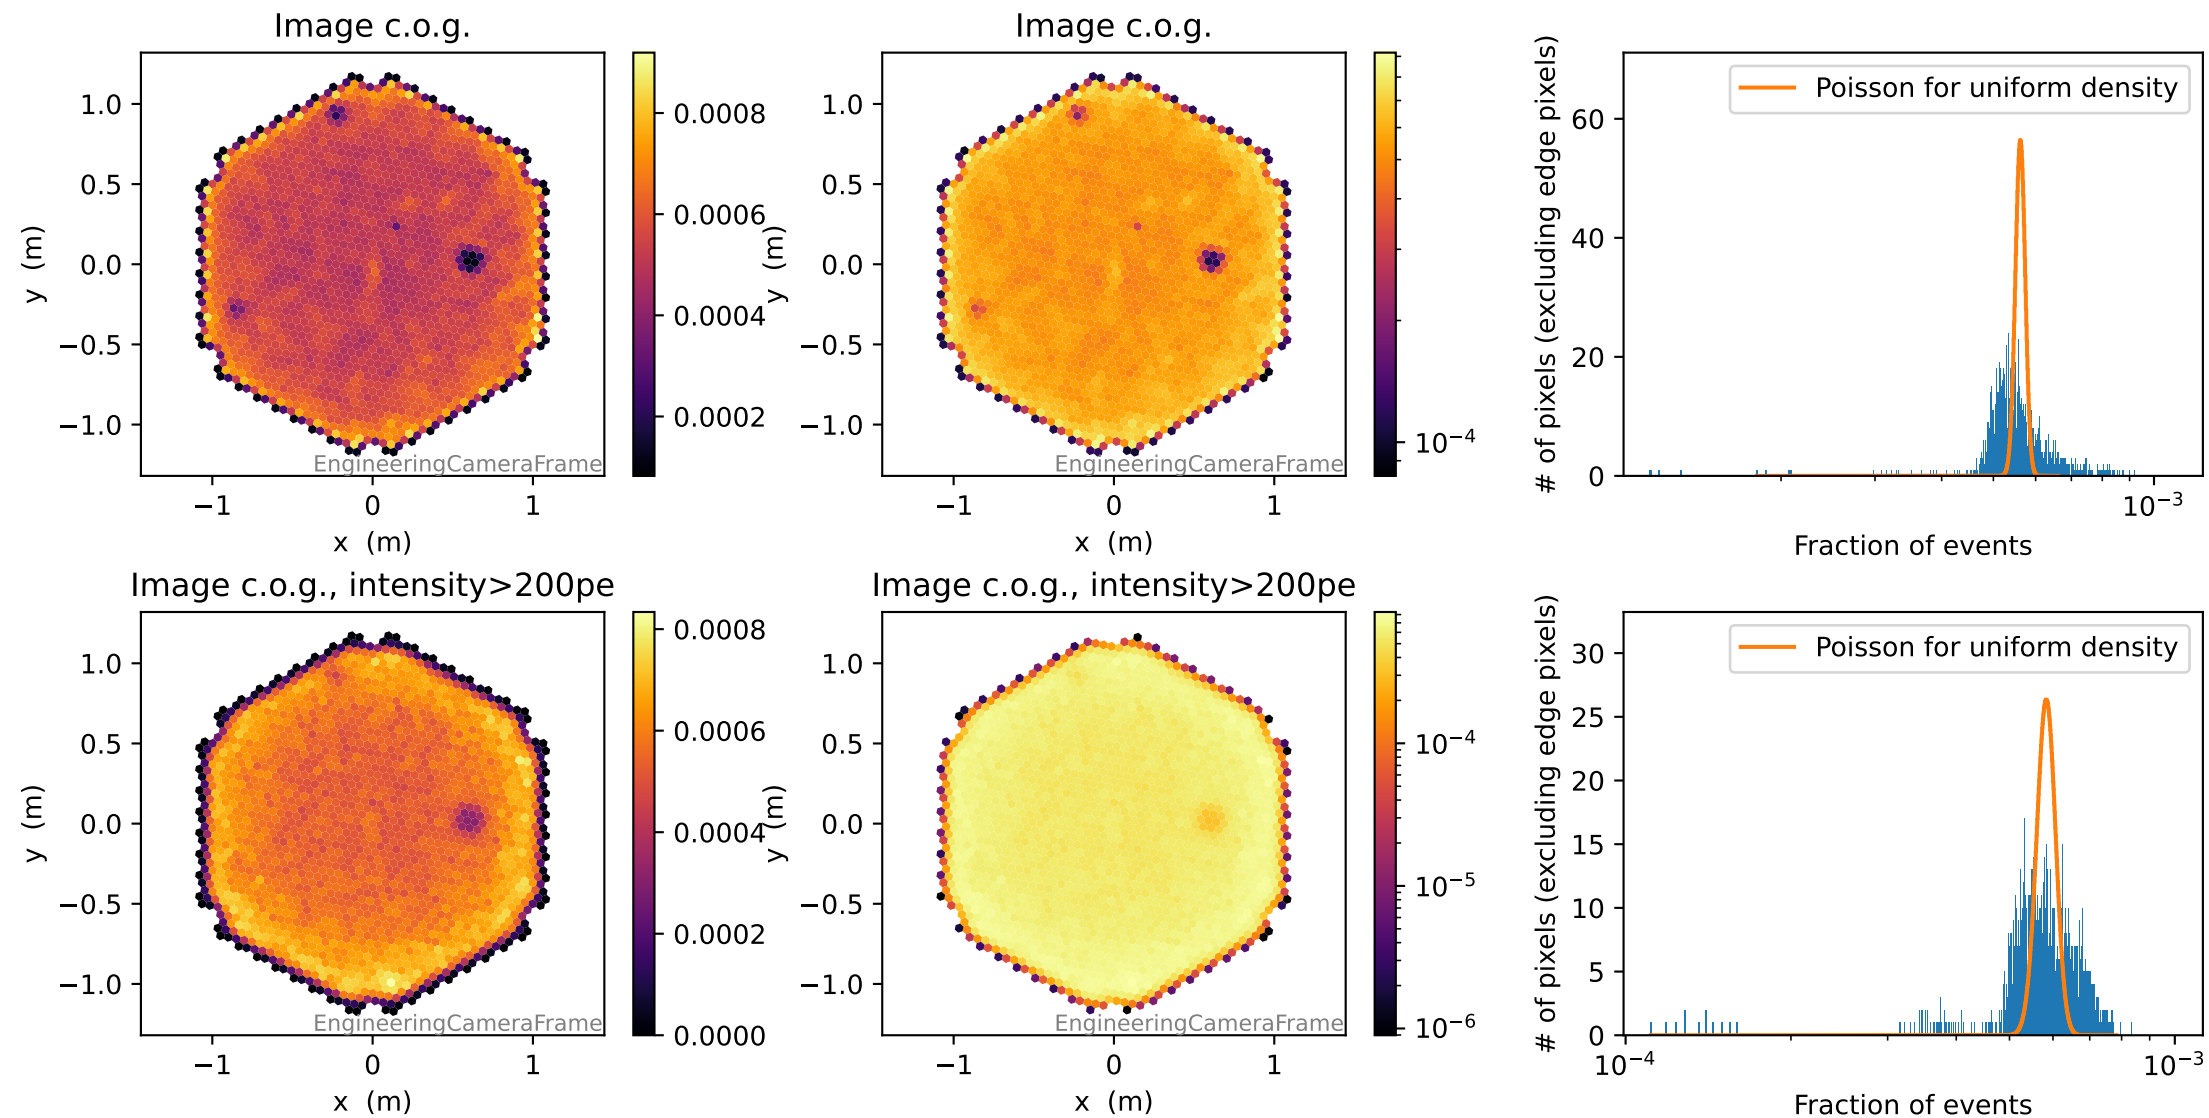 Image c.o.g.
1.0
0.5
0.0
−0.5
−1.0
y (m)
−1
0
1
x (m)
EngineeringCameraFrame
0.0008
0.0006
0.0004
0.0002
Image c.o.g.
1.0
0.5
0.0
−0.5
−1.0
y (m)
−1
0
1
x (m)
EngineeringCameraFrame
10⁻⁴
# of pixels (excluding edge pixels)
60
40
20
0
Poisson for uniform density
10⁻³
Fraction of events
Image c.o.g., intensity>200pe
1.0
0.5
0.0
−0.5
−1.0
y (m)
−1
0
1
x (m)
EngineeringCameraFrame
0.0008
0.0006
0.0004
0.0002
0.0000
Image c.o.g., intensity>200pe
1.0
0.5
0.0
−0.5
−1.0
y (m)
−1
0
1
x (m)
EngineeringCameraFrame
10⁻⁴
10⁻⁵
10⁻⁶
# of pixels (excluding edge pixels)
30
25
20
15
10
5
0
Poisson for uniform density
10⁻⁴
10⁻³
Fraction of events